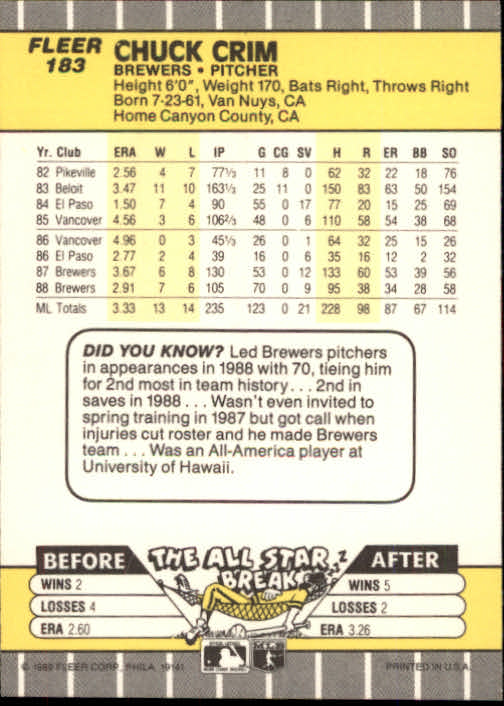 FLEER
183
CHUCK CRIM
BREWERS • PITCHER
Height 6'0", Weight 170, Bats Right, Throws Right
Born 7-23-61, Van Nuys, CA
Home Canyon County, CA
Yr. Club ERA W L IP G CG SV H R ER BB SO
82 Pikeville 2.56 4 7 77⅓ 11 8 0 62 32 22 18 76
83 Beloit 3.47 11 10 163⅓ 25 11 0 150 83 63 50 154
84 El Paso 1.50 7 4 90 55 0 17 77 20 15 25 69
85 Vancover 4.56 3 6 106⅔ 48 0 6 110 58 54 38 68
86 Vancover 4.96 0 3 45⅓ 26 0 1 64 32 25 15 26
86 El Paso 2.77 2 4 39 16 0 6 35 16 12 2 32
87 Brewers 3.67 6 8 130 53 0 12 133 60 53 39 56
88 Brewers 2.91 7 6 105 70 0 9 95 38 34 28 58
ML Totals 3.33 13 14 235 123 0 21 228 98 87 67 114
DID YOU KNOW? Led Brewers pitchers
in appearances in 1988 with 70, tieing him
for 2nd most in team history... 2nd in
saves in 1988... Wasn't even invited to
spring training in 1987 but got call when
injuries cut roster and he made Brewers
team... Was an All-America player at
University of Hawaii.
BEFORE THE ALL STAR BREAK AFTER
WINS 2 WINS 5
LOSSES 4 LOSSES 2
ERA 2.60 ERA 3.26
© 1989 FLEER CORP., PHILA. 19141 PRINTED IN U.S.A.